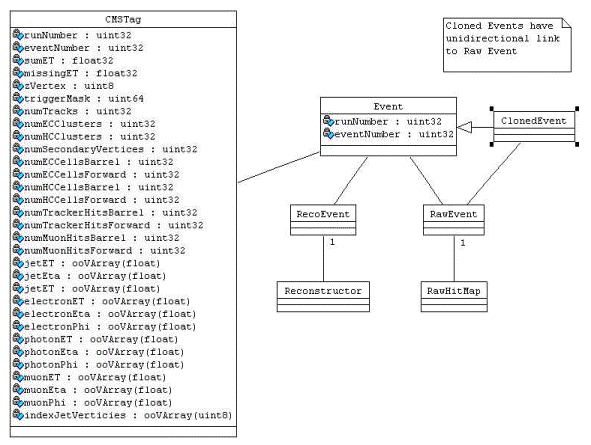 CMSTag
runNumber : uint32
eventNumber : uint32
sumET : float32
missingET : float32
zVertex : uint8
triggerMask : uint64
numTracks : uint32
numECClusters : uint32
numHCClusters : uint32
numSecondaryVertices : uint32
numECCellsBarrel : uint32
numECCellsForward : uint32
numHCCellsBarrel : uint32
numHCCellsForward : uint32
numTrackerHitsBarrel : uint32
numTrackerHitsForward : uint32
numMuonHitsBarrel : uint32
numMuonHitsForward : uint32
jetET : ooVArray(float)
jetEta : ooVArray(float)
jetET : ooVArray(float)
electronET : ooVArray(float)
electronEta : ooVArray(float)
electronPhi : ooVArray(float)
photonET : ooVArray(float)
photonEta : ooVArray(float)
photonPhi : ooVArray(float)
muonET : ooVArray(float)
muonEta : ooVArray(float)
muonPhi : ooVArray(float)
indexJetVerticies : ooVArray(uint8)
Cloned Events have
unidirectional link
to Raw Event
Event
runNumber : uint32
eventNumber : uint32
ClonedEvent
RecoEvent
1
RawEvent
1
Reconstructor
RawHitMap